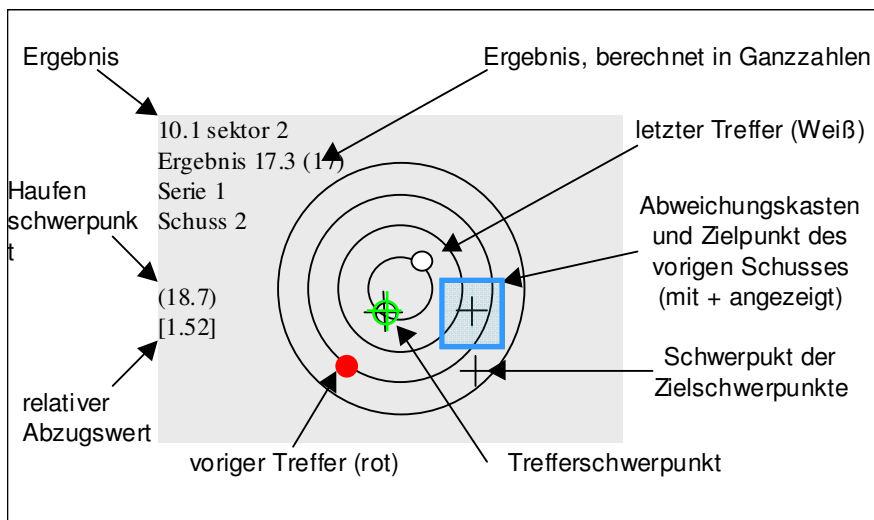 Ergebnis
Ergebnis, berechnet in Ganzzahlen
10.1 sektor 2
Ergebnis 17.3 (17)
Serie 1
Schuss 2
letzter Treffer (Weiß)
Haufen
schwerpunk
t
Abweichungskasten
und Zielpunkt des
vorigen Schusses
(mit + angezeigt)
(18.7)
[1.52]
Schwerpukt der
Zielschwerpunkte
relativer
Abzugswert
voriger Treffer (rot)
Trefferschwerpunkt